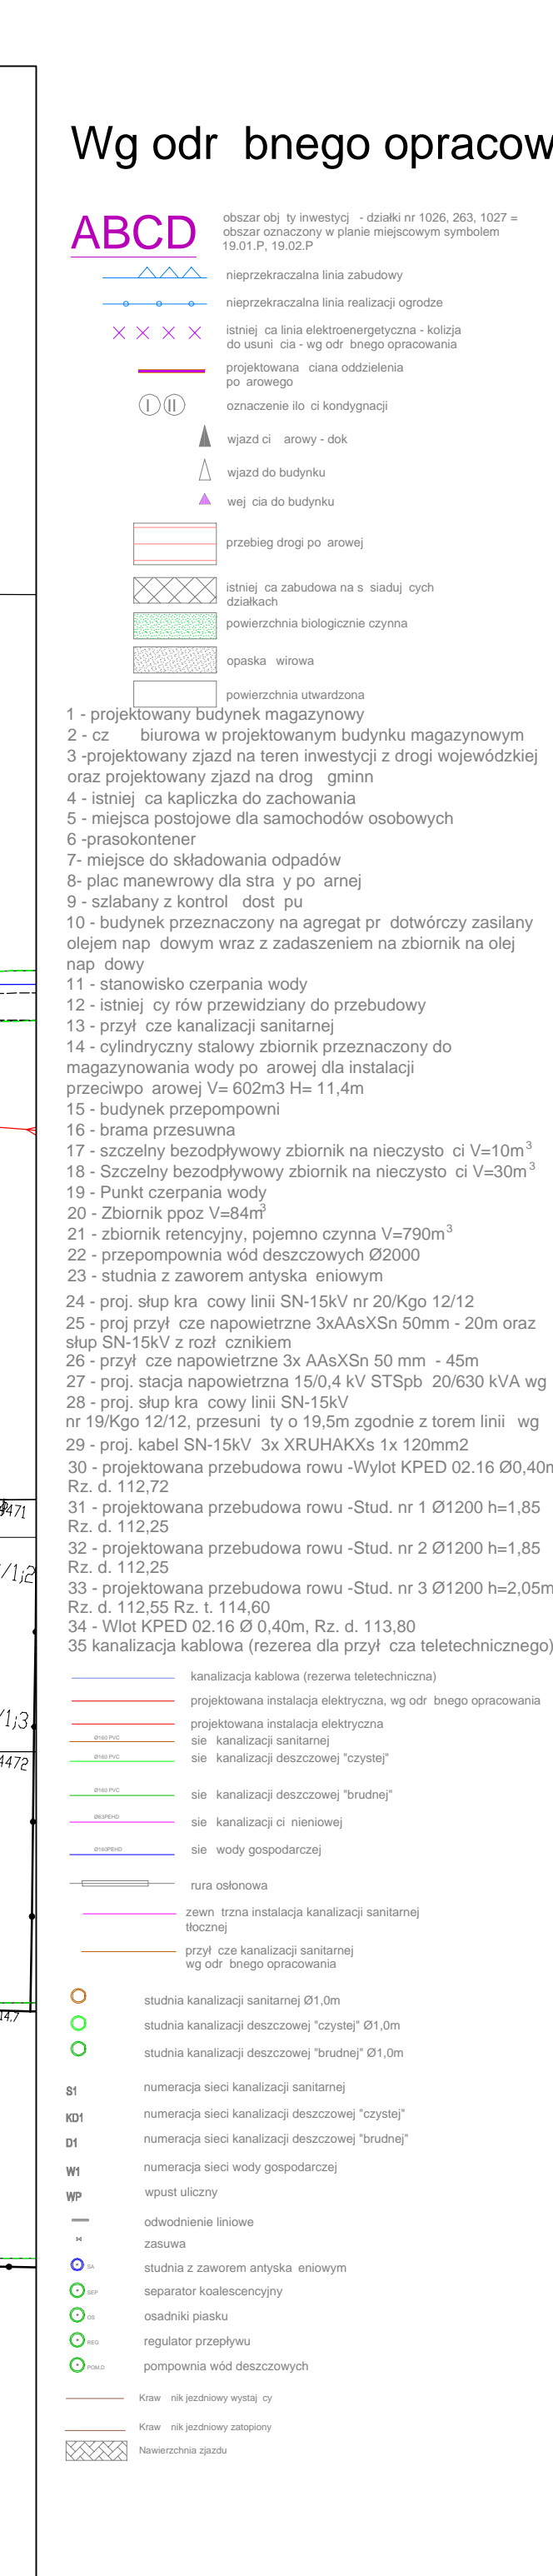 Wg odr bnego opracow
ABCD
obszar obj ty inwestycj - działki nr 1026, 263, 1027 =
obszar oznaczony w planie miejscowym symbolem
19.01.P, 19.02.P
nieprzekraczalna linia zabudowy
nieprzekraczalna linia realizacji ogrodze
istniej ca linia elektroenergetyczna - kolizja
do usuni cia - wg odr bnego opracowania
projektowana ciana oddzielenia
po arowego
I II
oznaczenie ilo ci kondygnacji
wjazd ci arowy - dok
wjazd do budynku
wej cia do budynku
przebieg drogi po arowej
istniej ca zabudowa na s siaduj cych
działkach
powierzchnia biologicznie czynna
opaska wirowa
powierzchnia utwardzona
1 - projektowany budynek magazynowy
2 - cz biurowa w projektowanym budynku magazynowym
3 -projektowany zjazd na teren inwestycji z drogi wojewódzkiej
oraz projektowany zjazd na drog gminn
4 - istniej ca kapliczka do zachowania
5 - miejsca postojowe dla samochodów osobowych
6 -prasokontener
7- miejsce do składowania odpadów
8- plac manewrowy dla stra y po arnej
9 - szlabany z kontrol dost pu
10 - budynek przeznaczony na agregat pr dotwórczy zasilany
olejem nap dowym wraz z zadaszeniem na zbiornik na olej
nap dowy
11 - stanowisko czerpania wody
12 - istniej cy rów przewidziany do przebudowy
13 - przył cze kanalizacji sanitarnej
14 - cylindryczny stalowy zbiornik przeznaczony do
magazynowania wody po arowej dla instalacji
przeciwpo arowej V= 602m3 H= 11,4m
15 - budynek przepompowni
16 - brama przesuwna
17 - szczelny bezodpływowy zbiornik na nieczysto ci V=10m³
18 - Szczelny bezodpływowy zbiornik na nieczysto ci V=30m³
19 - Punkt czerpania wody
20 - Zbiornik ppoz V=84m³
21 - zbiornik retencyjny, pojemno czynna V=790m³
22 - przepompownia wód deszczowych Ø2000
23 - studnia z zaworem antyska eniowym
24 - proj. słup kra cowy linii SN-15kV nr 20/Kgo 12/12
25 - proj przył cze napowietrzne 3xAAsXSn 50mm - 20m oraz
słup SN-15kV z rozł cznikiem
26 - przył cze napowietrzne 3x AAsXSn 50 mm - 45m
27 - proj. stacja napowietrzna 15/0,4 kV STSpb 20/630 kVA wg
28 - proj. słup kra cowy linii SN-15kV
nr 19/Kgo 12/12, przesuni ty o 19,5m zgodnie z torem linii wg
29 - proj. kabel SN-15kV 3x XRUHAKXs 1x 120mm2
30 - projektowana przebudowa rowu -Wylot KPED 02.16 Ø0,40m
Rz. d. 112,72
31 - projektowana przebudowa rowu -Stud. nr 1 Ø1200 h=1,85
Rz. d. 112,25
32 - projektowana przebudowa rowu -Stud. nr 2 Ø1200 h=1,85
Rz. d. 112,25
33 - projektowana przebudowa rowu -Stud. nr 3 Ø1200 h=2,05m
Rz. d. 112,55 Rz. t. 114,60
34 - Wlot KPED 02.16 Ø 0,40m, Rz. d. 113,80
35 kanalizacja kablowa (rezerea dla przył cza teletechnicznego)
4471
/1;2
/1;3
4472
14.7
kanalizacja kablowa (rezerwa teletechniczna)
projektowana instalacja elektryczna, wg odr bnego opracowania
projektowana instalacja elektryczna
Ø160 PVC
sie kanalizacji sanitarnej
Ø160 PVC
sie kanalizacji deszczowej "czystej"
Ø160 PVC
sie kanalizacji deszczowej "brudnej"
Ø63PEHD
sie kanalizacji ci nieniowej
Ø160PEHD
sie wody gospodarczej
rura osłonowa
zewn trzna instalacja kanalizacji sanitarnej
tłocznej
przył cze kanalizacji sanitarnej
wg odr bnego opracowania
studnia kanalizacji sanitarnej Ø1,0m
studnia kanalizacji deszczowej "czystej" Ø1,0m
studnia kanalizacji deszczowej "brudnej" Ø1,0m
S1 numeracja sieci kanalizacji sanitarnej
KD1 numeracja sieci kanalizacji deszczowej "czystej"
D1 numeracja sieci kanalizacji deszczowej "brudnej"
W1 numeracja sieci wody gospodarczej
WP wpust uliczny
odwodnienie liniowe
zasuwa
SA studnia z zaworem antyska eniowym
SEP separator koalescencyjny
OS osadniki piasku
REG regulator przepływu
POM.D pompownia wód deszczowych
Kraw nik jezdniowy wystaj cy
Kraw nik jezdniowy zatopiony
Nawierzchnia zjazdu